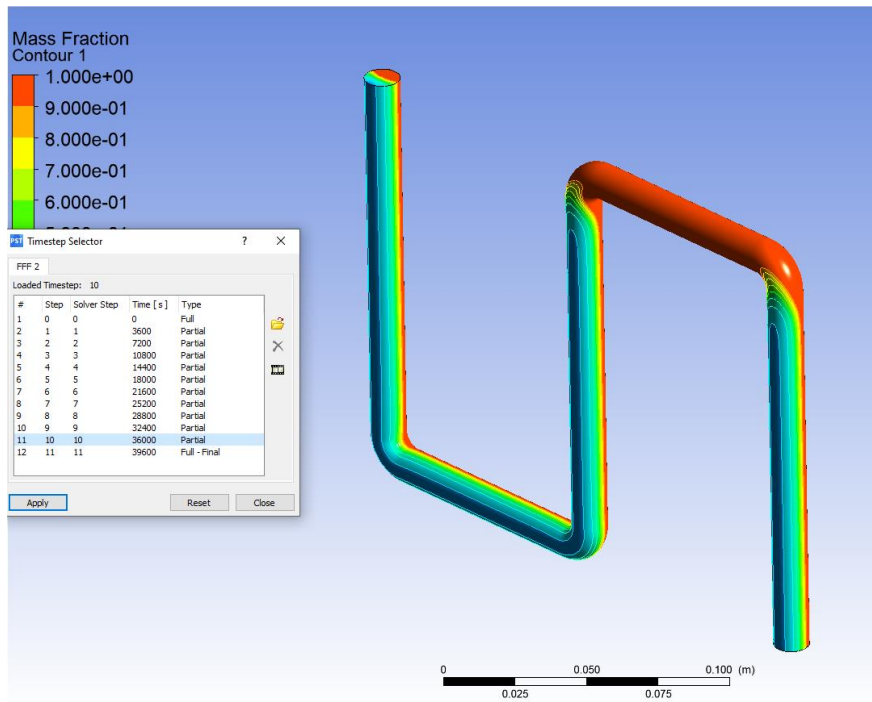 Mass Fraction
Contour 1
1.000e+00
9.000e-01
8.000e-01
7.000e-01
6.000e-01
PST Timestep Selector ? X
FFF 2
Loaded Timestep: 10
# Step Solver Step Time [ s ] Type
1 0 0 0 Full
2 1 1 3600 Partial
3 2 2 7200 Partial
4 3 3 10800 Partial
5 4 4 14400 Partial
6 5 5 18000 Partial
7 6 6 21600 Partial
8 7 7 25200 Partial
9 8 8 28800 Partial
10 9 9 32400 Partial
11 10 10 36000 Partial
12 11 11 39600 Full - Final
Apply Reset Close
0 0.050 0.100 (m)
0.025 0.075